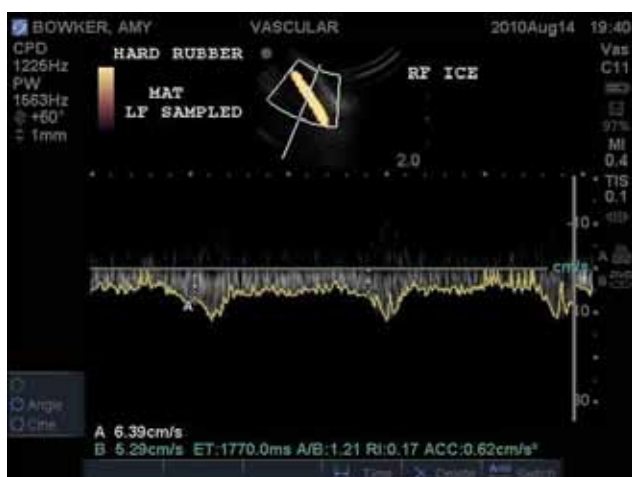 BOWKER, AMY VASCULAR 2010Aug14 19:40
CPD
1225Hz
PW
1563Hz
+60°
1mm
HARD RUBBER
MAT
LF SAMPLED
RF ICE
2.0
Vas
C11
97%
MI
0.4
TIS
0.1
-10
cm/s
A
B
10
30
A
Angle
Cine
A 6.39cm/s
B 5.29cm/s ET:1770.0ms A/B:1.21 RI:0.17 ACC:0.62cm/s²
Time Delete Switch